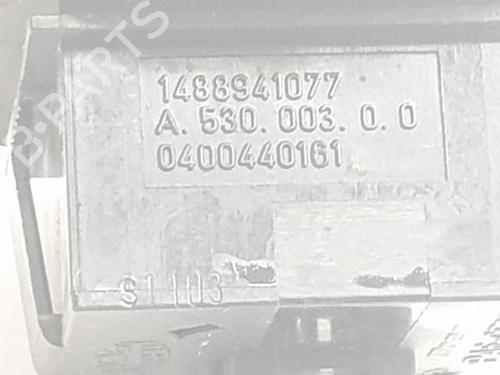 B-PARTS
1488941077
A. 530. 003. 0. 0
0400440161
S1103